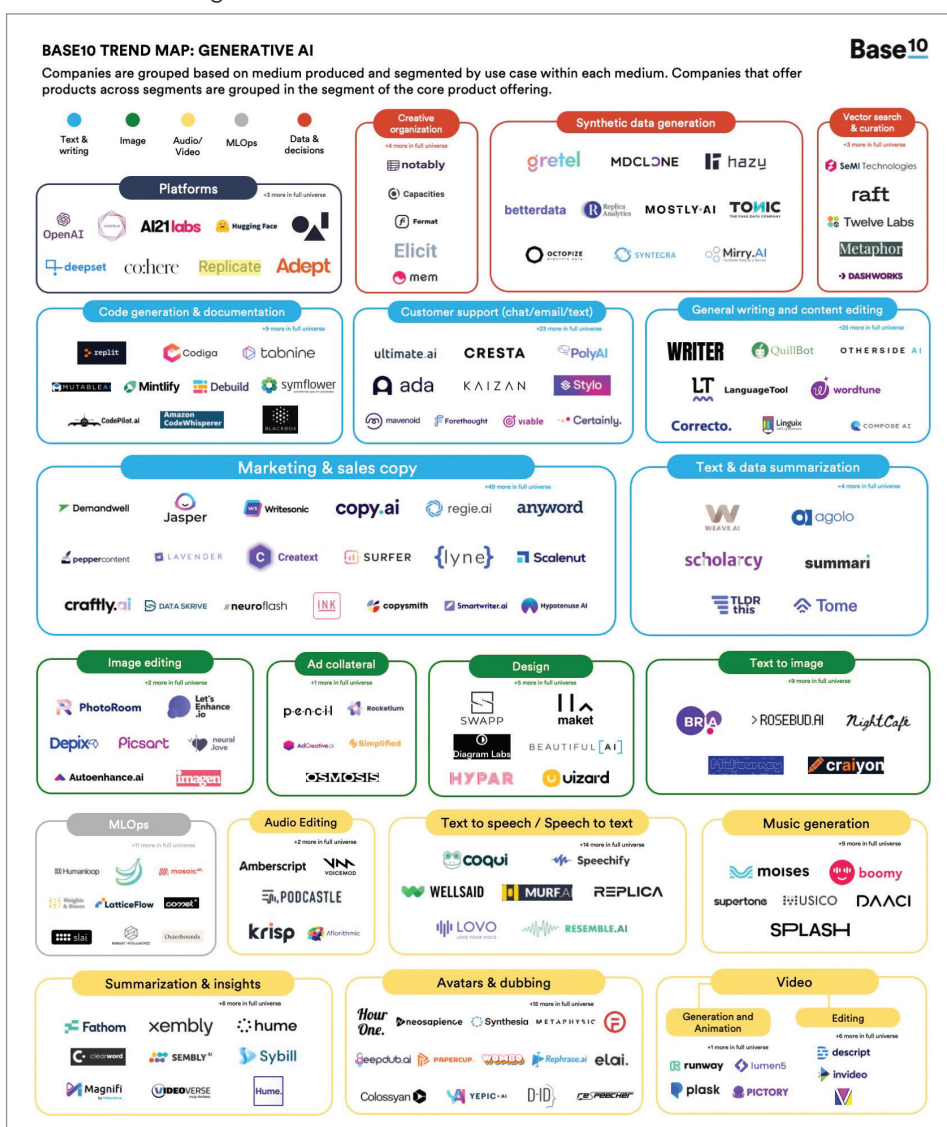 BASE10 TREND MAP: GENERATIVE AI
Base10
Companies are grouped based on medium produced and segmented by use case within each medium. Companies that offer
products across segments are grouped in the segment of the core product offering.
Text &
writing
Image
Audio/
Video
MLOps
Data &
decisions
Platforms
+3 more in full universe
OpenAI
AI21labs
Hugging Face
deepset
co:here
Replicate
Adept
Creative
organization
+4 more in full universe
notably
Capacities
Fermat
Elicit
mem
Synthetic data generation
gretel
MDCLONE
hazy
betterdata
Replica
Analytics
MOSTLY·AI
TONIC
THE FAKE DATA COMPANY
OCTOPIZE
SYNTEGRA
Mirry.AI
Vector search
& curation
+3 more in full universe
SeMI Technologies
raft
Twelve Labs
Metaphor
DASHWORKS
Code generation & documentation
+9 more in full universe
replit
Codiga
tabnine
MUTABLEAI
Mintlify
Debuild
symflower
CodePilot.ai
Amazon
CodeWhisperer
BLACKBOX
Customer support (chat/email/text)
+23 more in full universe
ultimate.ai
CRESTA
PolyAI
ada
KAIZAN
Stylo
mavenoid
Forethought
viable
Certainly.
General writing and content editing
+25 more in full universe
WRITER
QuillBot
OTHERSIDE AI
LT
LanguageTool
wordtune
Correcto.
Linguix
COMPOSE AI
Marketing & sales copy
+49 more in full universe
Demandwell
Jasper
WS
Writesonic
copy.ai
regie.ai
anyword
peppercontent
LAVENDER
C
Creatext
SURFER
{lyne}
Scalenut
craftly.ai
DATA SKRIVE
neuroflash
INK
copysmith
Smartwriter.ai
Hypotenuse AI
Text & data summarization
+4 more in full universe
WEAVE AI
agolo
scholarcy
summari
TLDR
this
Tome
Image editing
+2 more in full universe
PhotoRoom
Let's
Enhance
.io
Depix
Picsart
neural
.love
Autoenhance.ai
imagen
Ad collateral
+1 more in full universe
p·e·n·c·i·l
Rocketium
AdCreative.ai
Simplified
OSMOSIS
Design
+5 more in full universe
SWAPP
maket
Diagram Labs
BEAUTIFUL[AI]
HYPAR
uizard
Text to image
+9 more in full universe
BRIA
>ROSEBUD.AI
NightCafé
Midjourney
craiyon
MLOps
+11 more in full universe
Humanloop
mosaicML
Weights
& Biases
LatticeFlow
comet
slai
ROBUST INTELLIGENCE
Outerbounds
Audio Editing
+2 more in full universe
Amberscript
VOICEMOD
PODCASTLE
krisp
Aflorithmic
Text to speech / Speech to text
+14 more in full universe
coqui
Speechify
WELLSAID
MURF.AI
REPLICA
LOVO
LOVE YOUR VOICE
RESEMBLE.AI
Music generation
+9 more in full universe
moises
boomy
supertone
MUSICO
DAACI
SPLASH
Summarization & insights
+8 more in full universe
Fathom
xembly
hume
clearword
SEMBLY AI
Sybill
Magnifi
VIDEOVERSE
Hume.
Avatars & dubbing
+15 more in full universe
Hour
One.
neosapience
Synthesia
METAPHYSIC
deepdub.ai
PAPERCUP.
WOMBO
Rephrase.ai
elai.
Colossyan
YEPIC·AI
D-ID
RESPEECHER
Video
Generation and
Animation
+1 more in full universe
runway
lumen5
plask
PICTORY
Editing
+6 more in full universe
descript
invideo